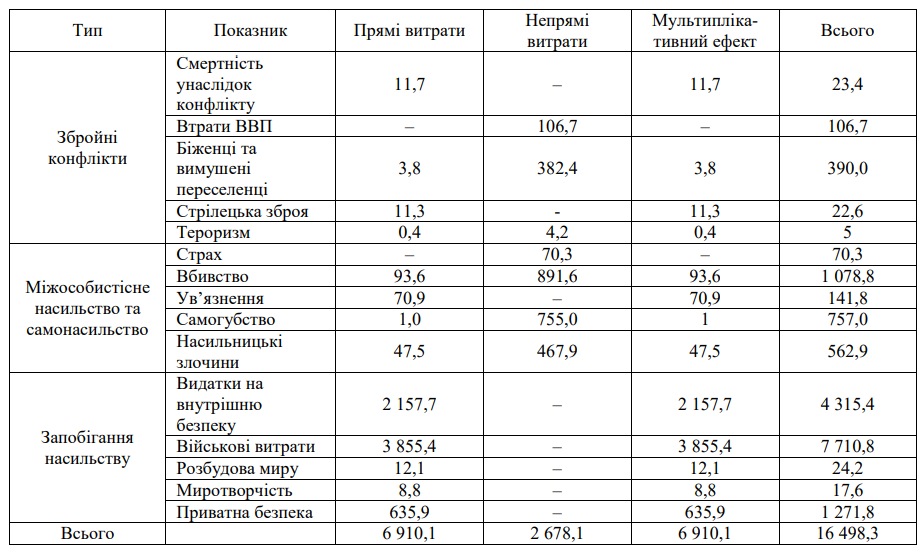 Тип Показник Прямі витрати Непрямі витрати Мультипліка-тивний ефект Всього
Збройні конфлікти
Смертність
унаслідок
конфлікту 11,7 – 11,7 23,4
Втрати ВВП – 106,7 – 106,7
Біженці та
вимушені
переселенці 3,8 382,4 3,8 390,0
Стрілецька зброя 11,3 - 11,3 22,6
Тероризм 0,4 4,2 0,4 5
Міжособистісне
насильство та
самонасильство
Страх – 70,3 – 70,3
Вбивство 93,6 891,6 93,6 1 078,8
Ув’язнення 70,9 – 70,9 141,8
Самогубство 1,0 755,0 1 757,0
Насильницькі
злочини 47,5 467,9 47,5 562,9
Запобігання
насильству
Видатки на
внутрішню
безпеку 2 157,7 – 2 157,7 4 315,4
Військові витрати 3 855,4 – 3 855,4 7 710,8
Розбудова миру 12,1 – 12,1 24,2
Миротворчість 8,8 – 8,8 17,6
Приватна безпека 635,9 – 635,9 1 271,8
Всього 6 910,1 2 678,1 6 910,1 16 498,3